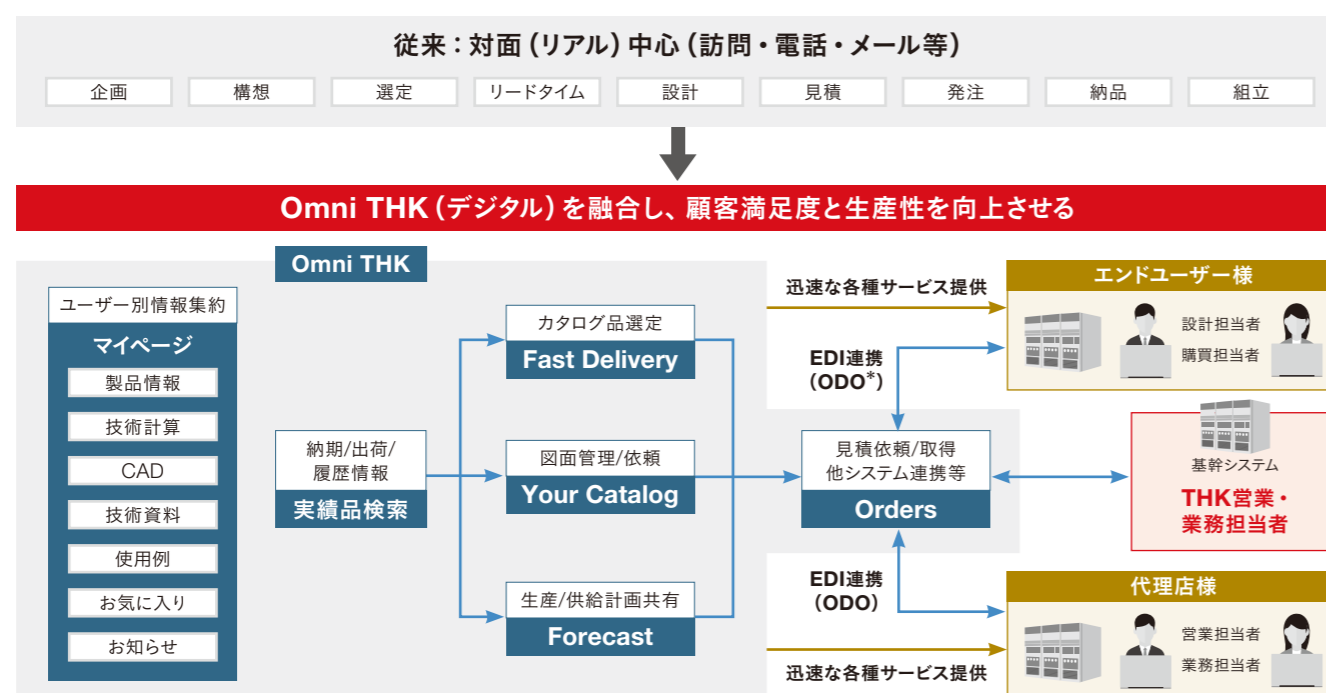 従来：対面（リアル）中心（訪問・電話・メール等）
企画
構想
選定
リードタイム
設計
見積
発注
納品
組立
Omni THK（デジタル）を融合し、顧客満足度と生産性を向上させる
Omni THK
ユーザー別情報集約
マイページ
製品情報
技術計算
CAD
技術資料
使用例
お気に入り
お知らせ
納期/出荷/
履歴情報
実績品検索
カタログ品選定
Fast Delivery
図面管理/依頼
Your Catalog
生産/供給計画共有
Forecast
見積依頼/取得
他システム連携等
Orders
迅速な各種サービス提供
EDI連携
（ODO*）
エンドユーザー様
設計担当者
購買担当者
基幹システム
THK営業・
業務担当者
EDI連携
（ODO）
迅速な各種サービス提供
代理店様
営業担当者
業務担当者